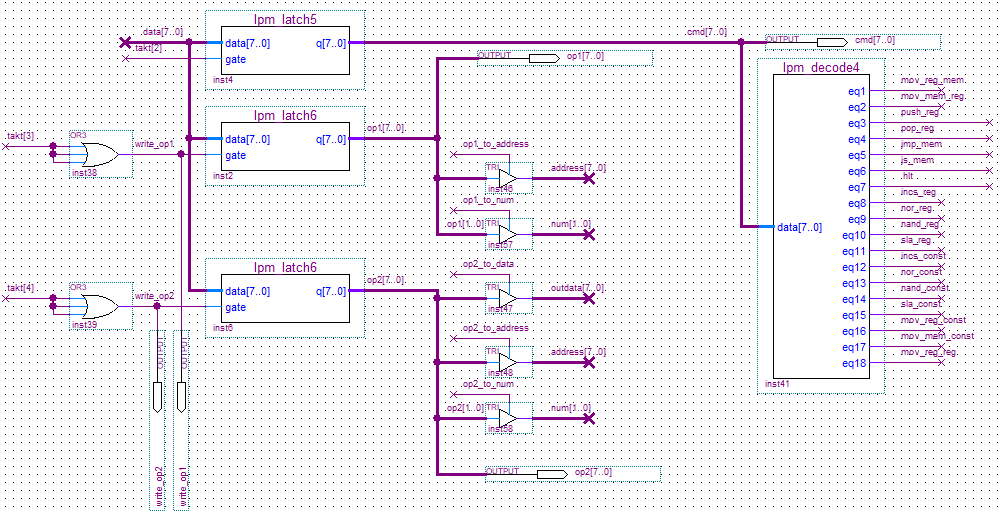 lpm_latch5
.data[7..0]
.takt[2]
data[7..0]
q[7..0]
gate
inst4
cmd[7..0]
OUTPUT
cmd[7..0]
OUTPUT
op1[7..0]
lpm_decode4
eq1
eq2
eq3
eq4
eq5
eq6
eq7
eq8
eq9
eq10
eq11
eq12
eq13
eq14
eq15
eq16
eq17
eq18
data[7..0]
inst41
mov_reg_mem.
mov_mem_reg.
push_reg.
pop_reg
jmp_mem
js_mem
.hlt
incs_reg
nor_reg.
nand_reg
sla_reg.
incs_const
nor_const.
nand_const.
sla_const.
mov_reg_const
mov_mem_const
mov_reg_reg
lpm_latch6
data[7..0]
q[7..0]
gate
inst2
op1[7..0].
.takt[3]
OR3
inst38
write_op1
op1_to_address
TRI
inst46
.address[7..0]
op1_to_num
.op1[1..0]
TRI
inst57
.num[1..0]
lpm_latch6
data[7..0]
q[7..0]
gate
inst6
op2[7..0].
.takt[4]
OR3
inst39
write_op2
op2_to_data
TRI
inst47
.outdata[7..0]
op2_to_address
TRI
inst48
.address[7..0]
op2_to_num
.op2[1..0]
TRI
inst58
.num[1..0]
OUTPUT
op2[7..0]
OUTPUT
write_op2
OUTPUT
write_op1